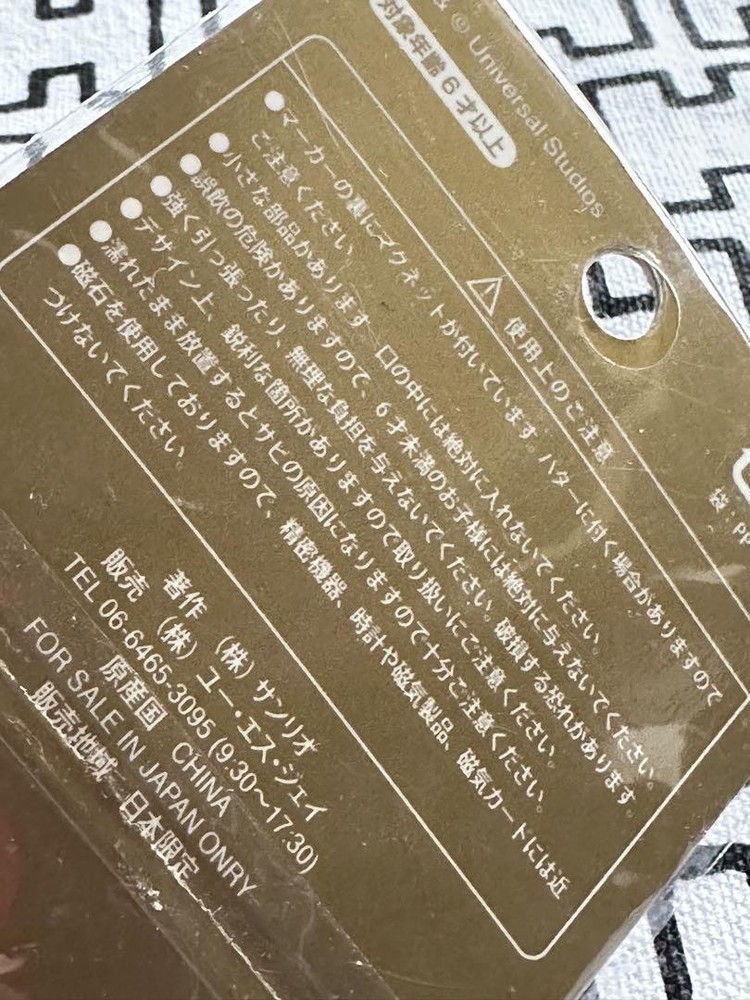 & © Universal Studios
対象年齢6才以上
⚠ 使用上のご注意
●マーカーの裏にマグネットが付いています。パターに付く場合がありますので
ご注意ください。
●小さな部品があります。口の中には絶対に入れないでください。
●誤飲の危険がありますので、6才未満のお子様には絶対に与えないでください。
●強く引っ張ったり、無理な負担を与えないでください。破損する恐れがあります。
●デザイン上、鋭利な箇所がありますので取り扱いにご注意ください。
●濡れたまま放置するとサビの原因になりますので十分ご注意ください。
●磁石を使用しておりますので、精密機器、時計や磁気製品、磁気カードには近
つけないでください。
袋:PP
著作 (株)サンリオ
販売 (株)ユー・エス・ジェイ
TEL 06-6465-3095 (9:30～17:30)
原産国 CHINA
FOR SALE IN JAPAN ONRY
販売地域 日本限定